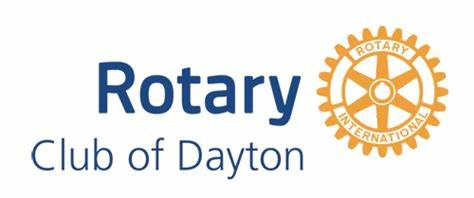 Rotary
Club of Dayton
ROTARY
INTERNATIONAL